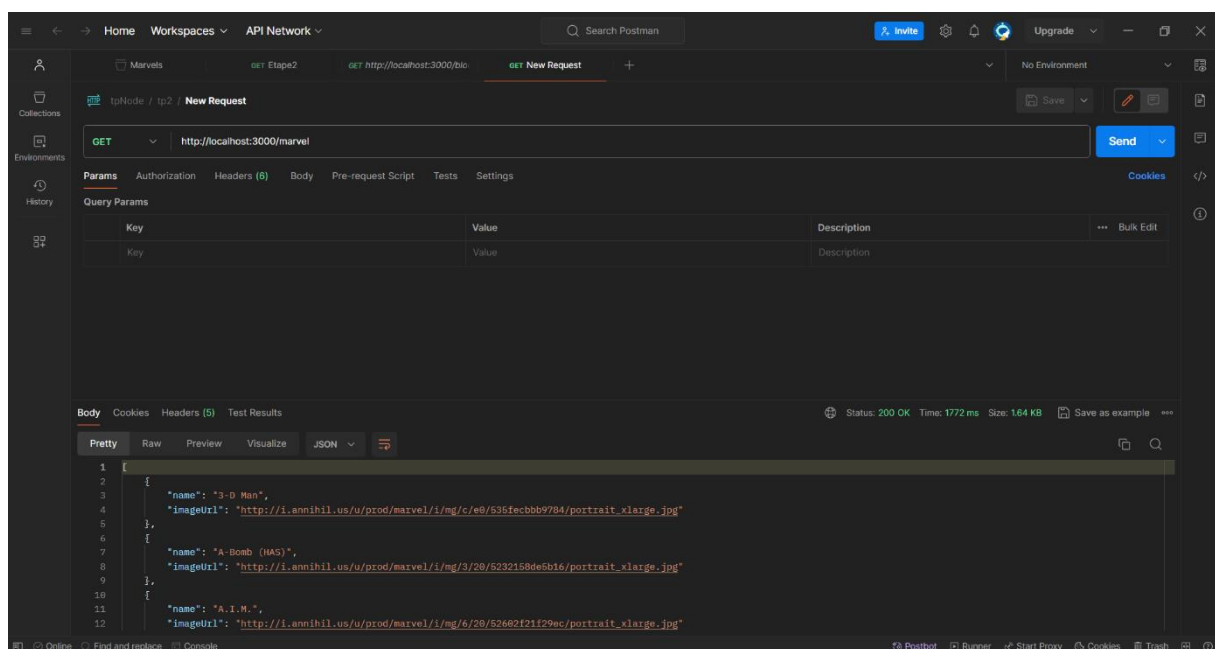 Home Workspaces API Network Search Postman Invite Upgrade
Marvels GET Etape2 GET http://localhost:3000/blo GET New Request No Environment
Collections HTTP tpNode / tp2 / New Request Save
Environments GET http://localhost:3000/marvel Send
History Params Authorization Headers (6) Body Pre-request Script Tests Settings Cookies
Query Params
Key Value Description Bulk Edit
Key Value Description
Body Cookies Headers (5) Test Results Status: 200 OK Time: 1772 ms Size: 1.64 KB Save as example
Pretty Raw Preview Visualize JSON
1 [
2 {
3 "name": "3-D Man",
4 "imageUrl": "http://i.annihil.us/u/prod/marvel/i/mg/c/e0/535fecbbb9784/portrait_xlarge.jpg"
5 },
6 {
7 "name": "A-Bomb (HAS)",
8 "imageUrl": "http://i.annihil.us/u/prod/marvel/i/mg/3/20/5232158de5b16/portrait_xlarge.jpg"
9 },
10 {
11 "name": "A.I.M.",
12 "imageUrl": "http://i.annihil.us/u/prod/marvel/i/mg/6/20/52602f21f29ec/portrait_xlarge.jpg"
Online Find and replace Console Postbot Runner Start Proxy Cookies Trash